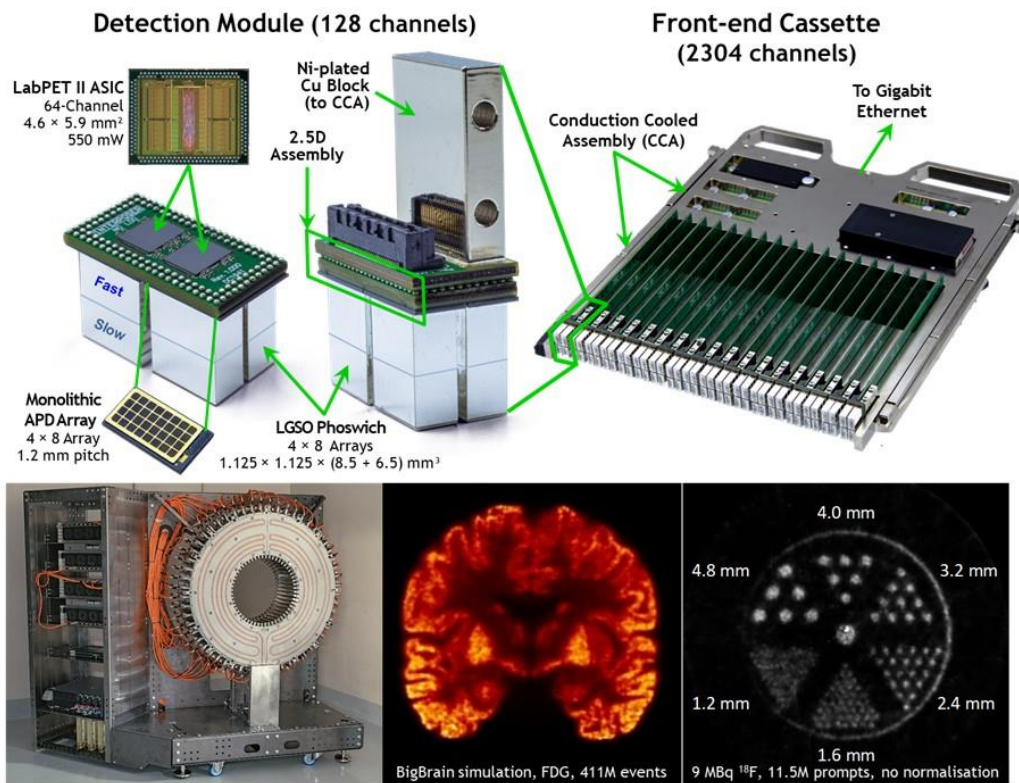 Detection Module (128 channels)
LabPET II ASIC
64-Channel
4.6 × 5.9 mm²
550 mW
Ni-plated
Cu Block
(to CCA)
2.5D
Assembly
Fast
Slow
Monolithic
APD Array
4 × 8 Array
1.2 mm pitch
LGSO Phoswich
4 × 8 Arrays
1.125 × 1.125 × (8.5 + 6.5) mm³
Front-end Cassette
(2304 channels)
To Gigabit
Ethernet
Conduction Cooled
Assembly (CCA)
BigBrain simulation, FDG, 411M events
4.0 mm
4.8 mm
3.2 mm
1.2 mm
2.4 mm
1.6 mm
9 MBq ¹⁸F, 11.5M prompts, no normalisation